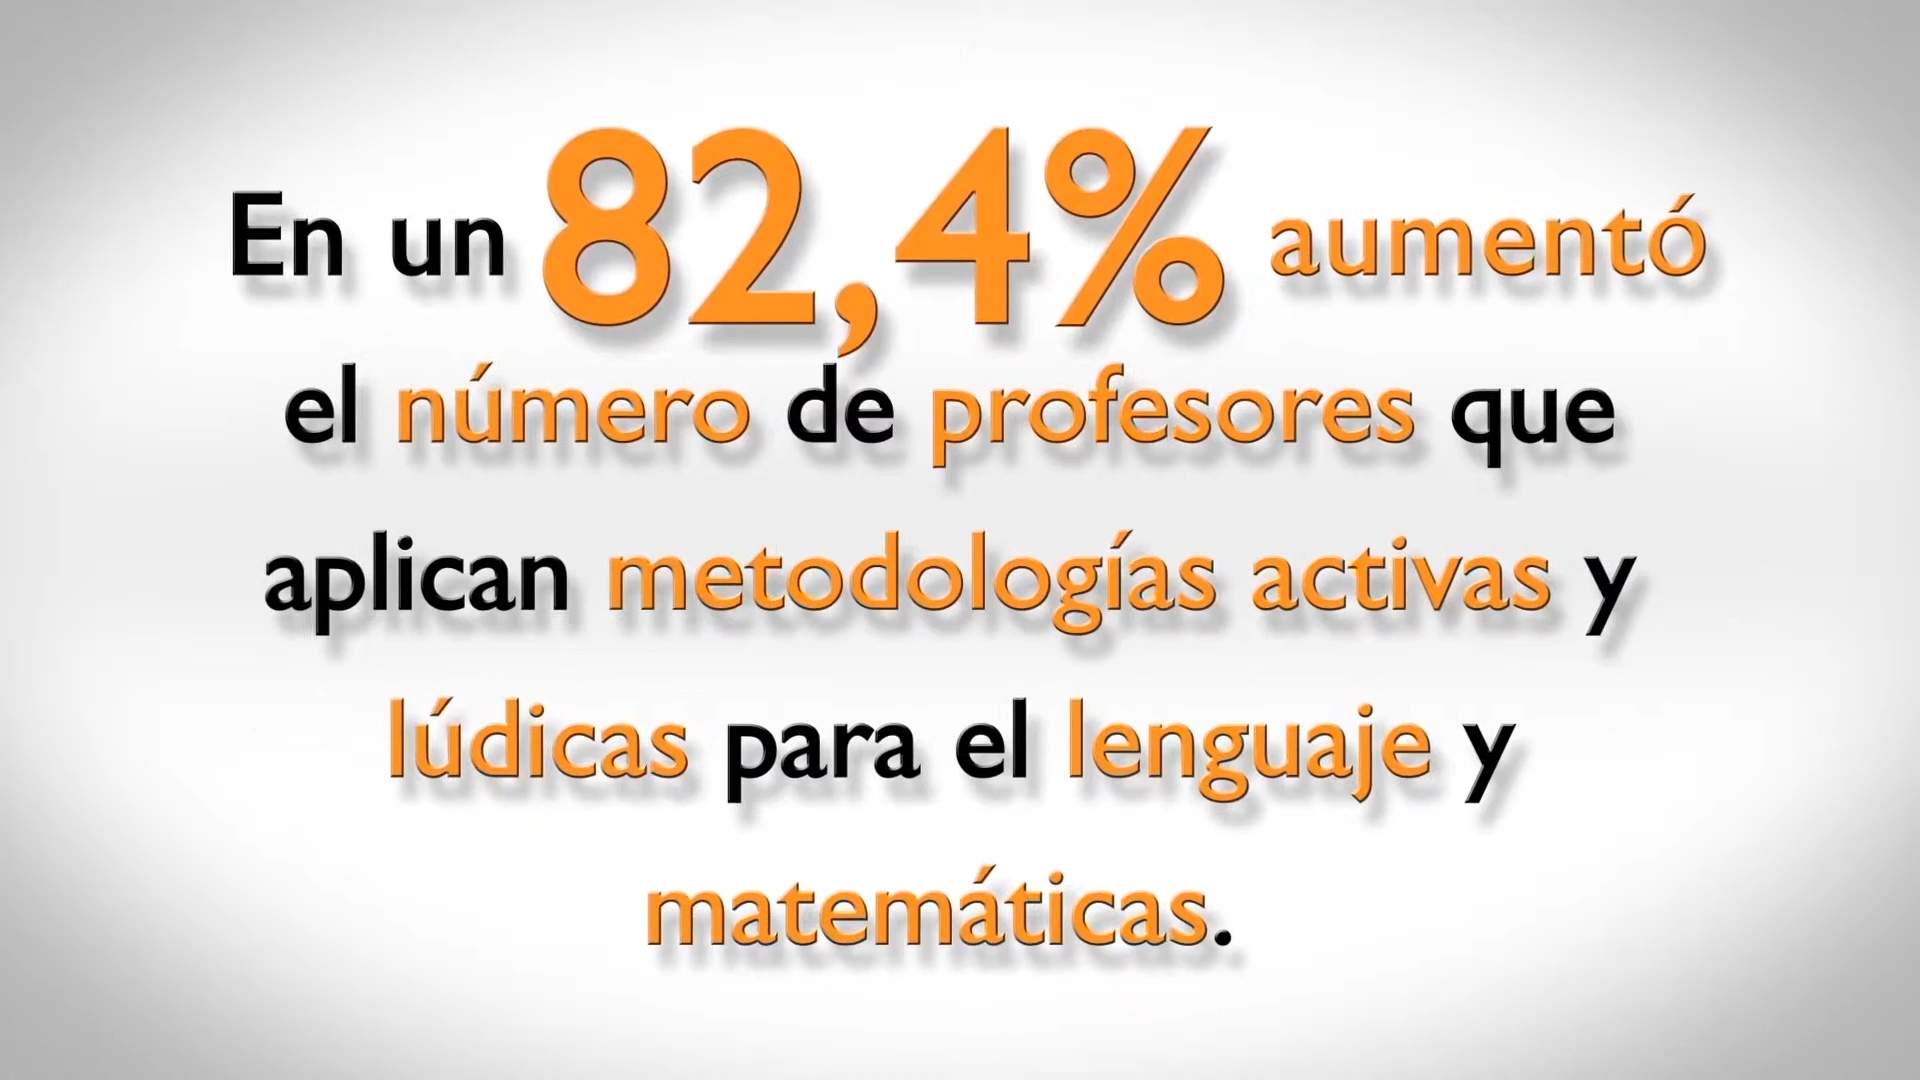 En un 82,4% aumentó
el número de profesores que
aplican metodologías activas y
lúdicas para el lenguaje y
matemáticas.